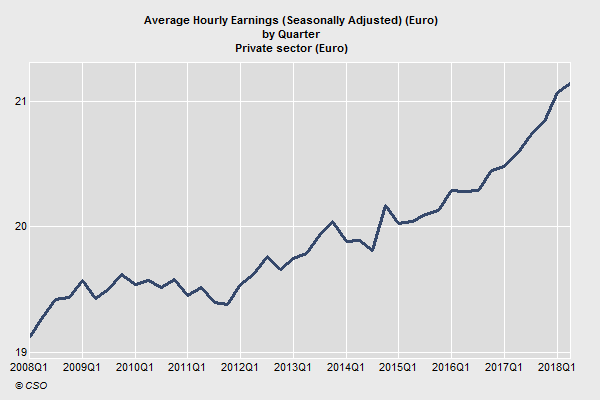 Average Hourly Earnings (Seasonally Adjusted) (Euro)
by Quarter
Private sector (Euro)
21
20
19
2008Q1 2009Q1 2010Q1 2011Q1 2012Q1 2013Q1 2014Q1 2015Q1 2016Q1 2017Q1 2018Q1
© CSO